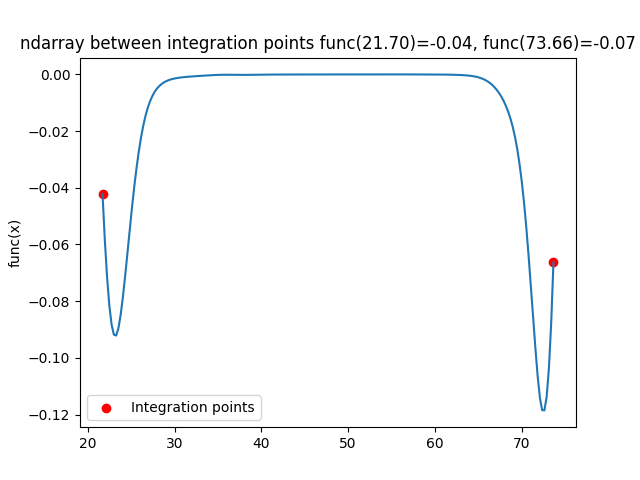 ndarray between integration points func(21.70)=-0.04, func(73.66)=-0.07
0.00
−0.02
−0.04
−0.06
−0.08
−0.10
−0.12
func(x)
Integration points
20 30 40 50 60 70